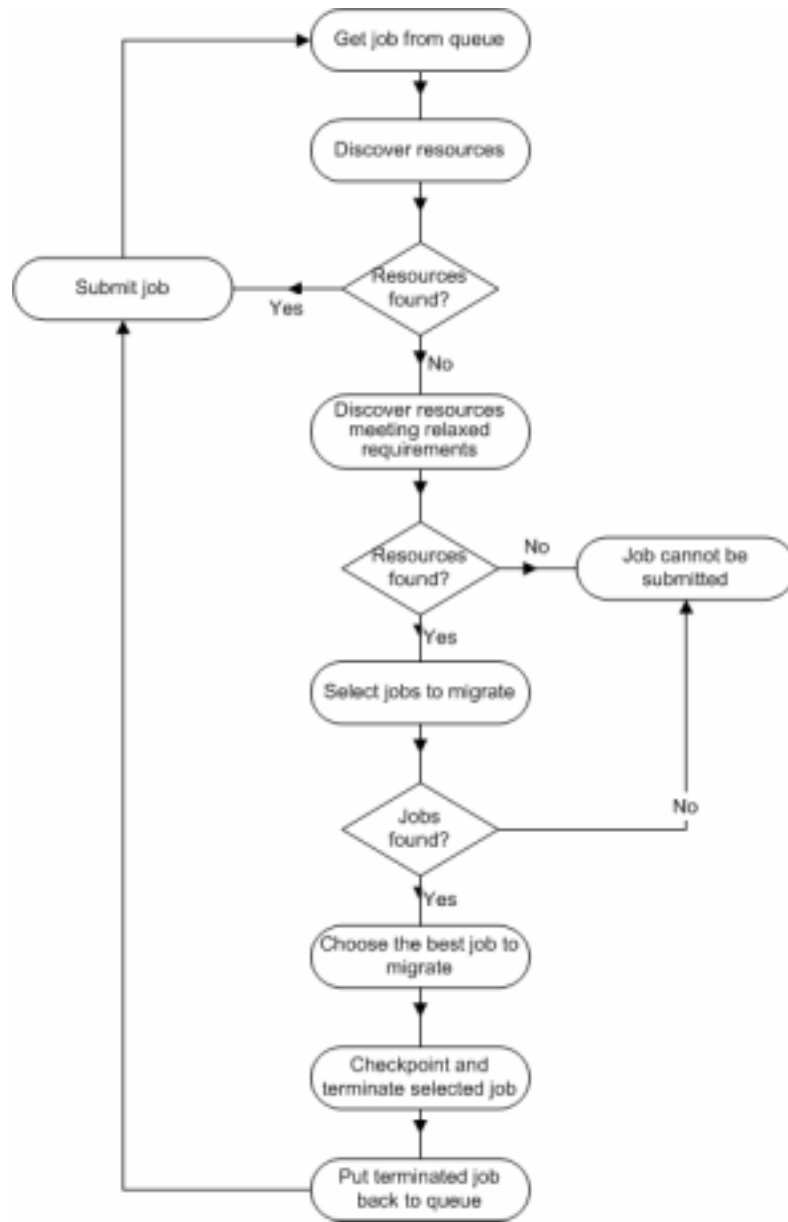 Get job from queue
Discover resources
Resources
found?
Submit job
Yes
No
Discover resources
meeting relaxed
requirements
Resources
found?
No
Job cannot be
submitted
Yes
Select jobs to migrate
Jobs
found?
No
Yes
Choose the best job to
migrate
Checkpoint and
terminate selected job
Put terminated job
back to queue